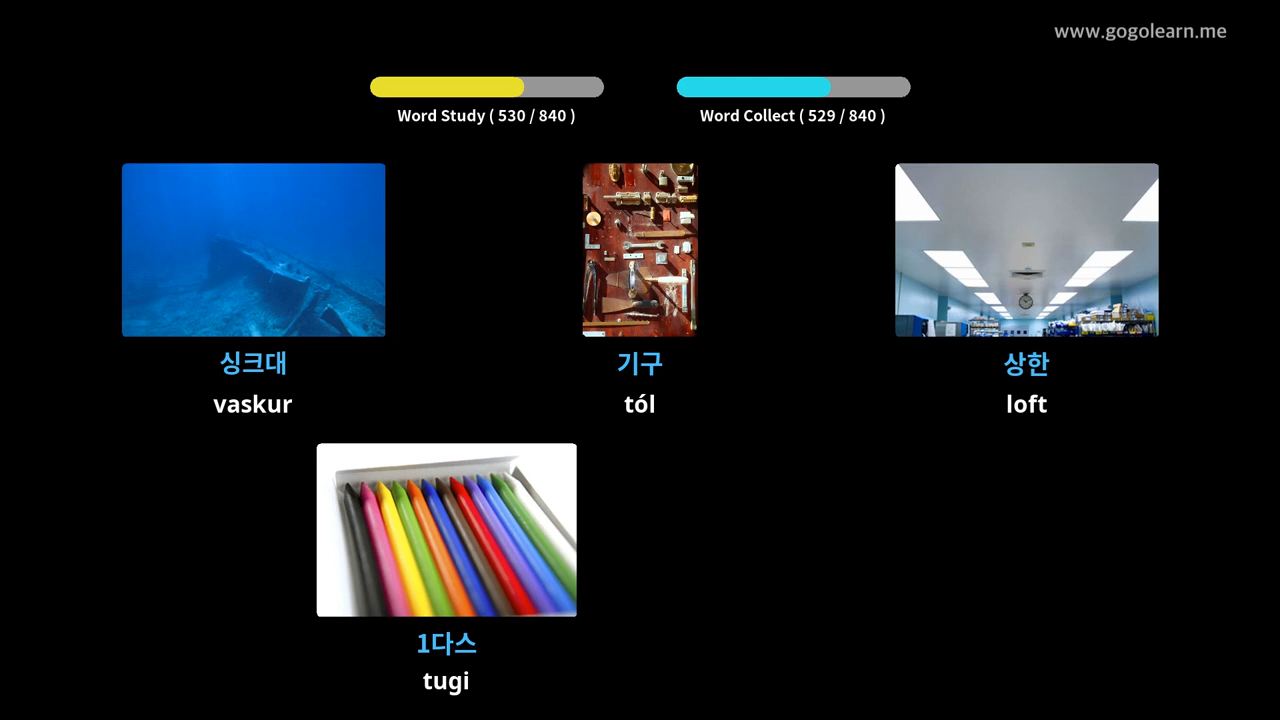 www.gogolearn.me
Word Study ( 530 / 840 )
Word Collect ( 529 / 840 )
싱크대
기구
상한
vaskur
tól
loft
1다스
tugi